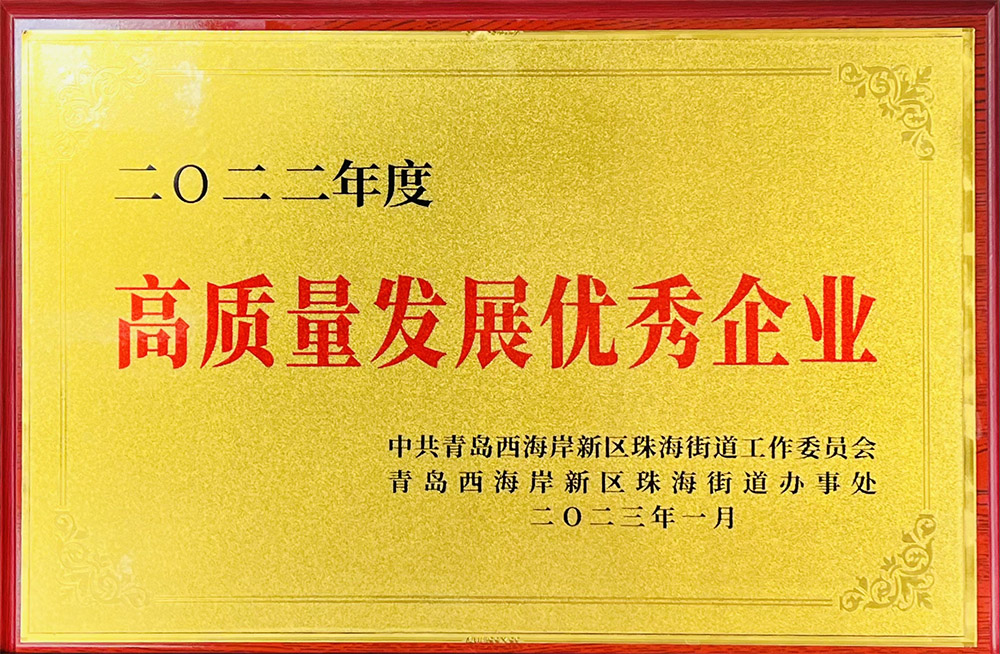 二〇二二年度
高质量发展优秀企业
中共青岛西海岸新区珠海街道工作委员会
青岛西海岸新区珠海街道办事处
二〇二三年一月